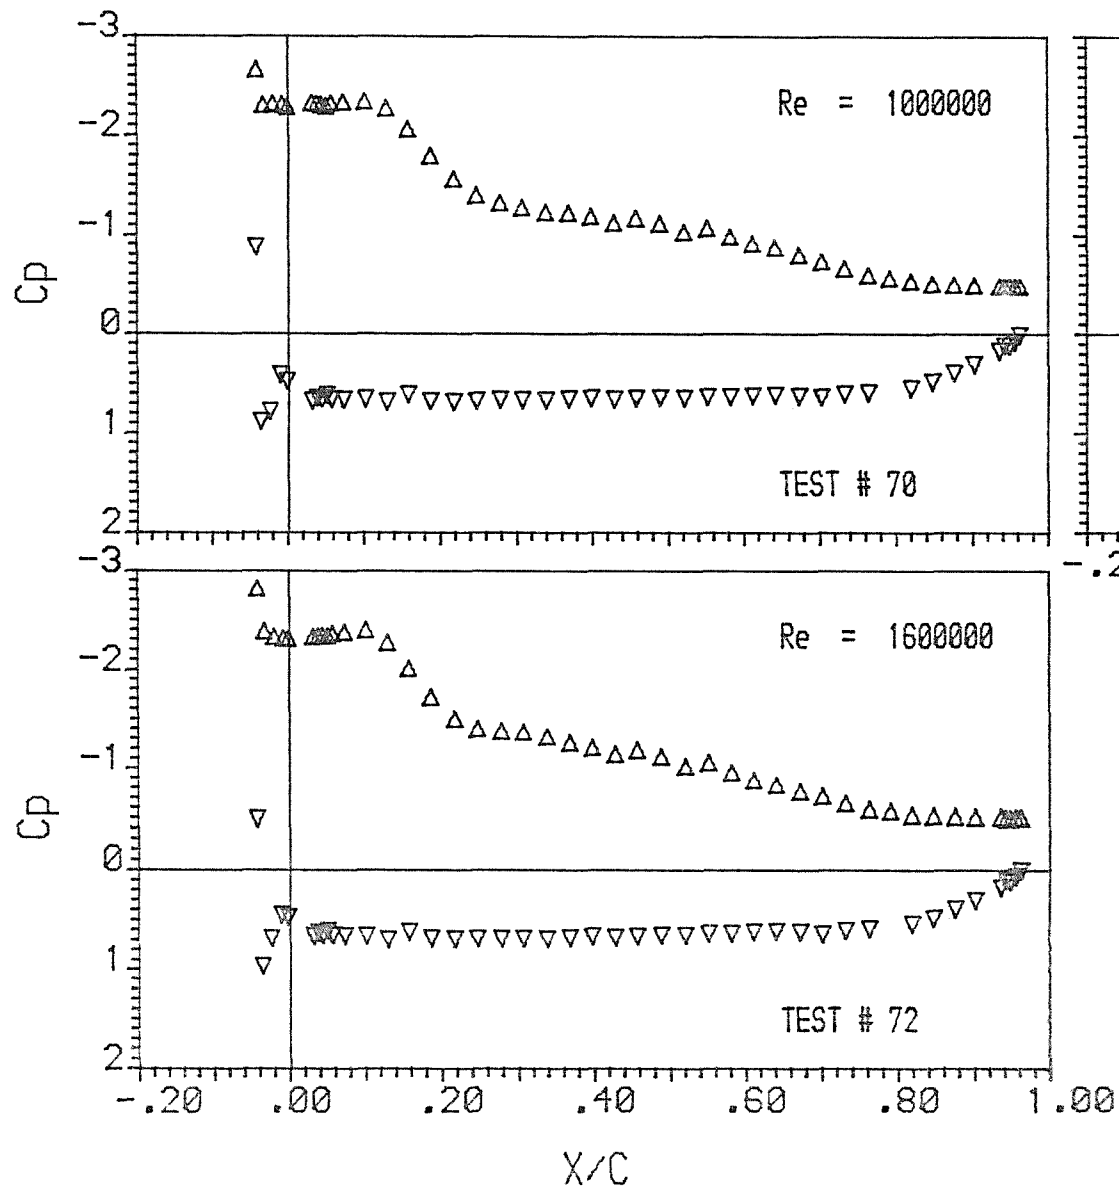 -3
-2
-1
0
1
2
Cp
Re = 1000000
TEST # 70
-3
-2
-1
0
1
2
Cp
Re = 1600000
TEST # 72
-.20 .00 .20 .40 .60 .80 1.00
X/C
-.2